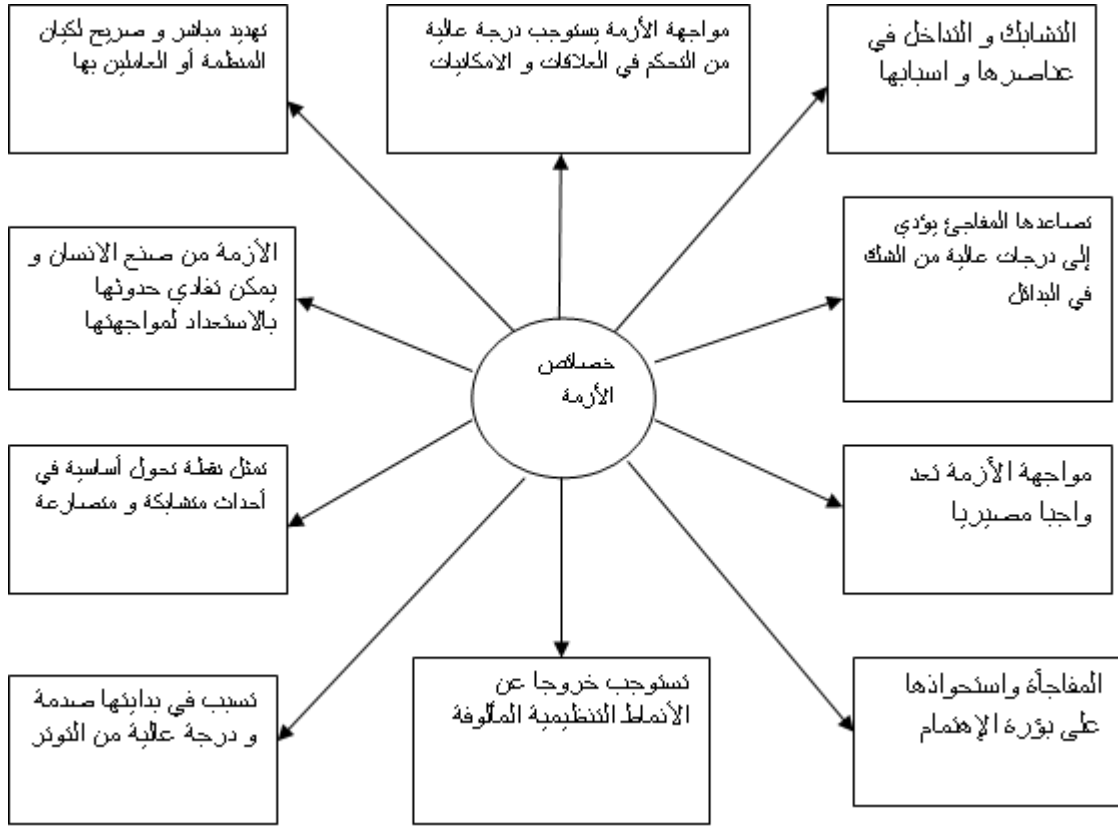 التشابك و التداخل في
عناصرها و اسبابها
مواجهة الأزمة يستوجب درجة عالية
من التحكم في العلاقات و الامكانيات
تهديد مباشر و صريح لكيان
المنظمة أو العاملين بها
تصاعدها المفاجئ يؤدي
إلى درجات عالية من الشك
في البدائل
الأزمة من صنع الانسان و
يمكن تفادي حدوثها
بالاستعداد لمواجهتها
خصائص
الأزمة
مواجهة الأزمة تعد
واجبا مصيريا
تمثل نقطة تحول أساسية في
أحداث متشابكة و متصارعة
المفاجأة واستحواذها
على بؤرة الإهتمام
تستوجب خروجا عن
الأنماط التنظيمية المألوفة
تسبب في بدايتها صدمة
و درجة عالية من التوتر